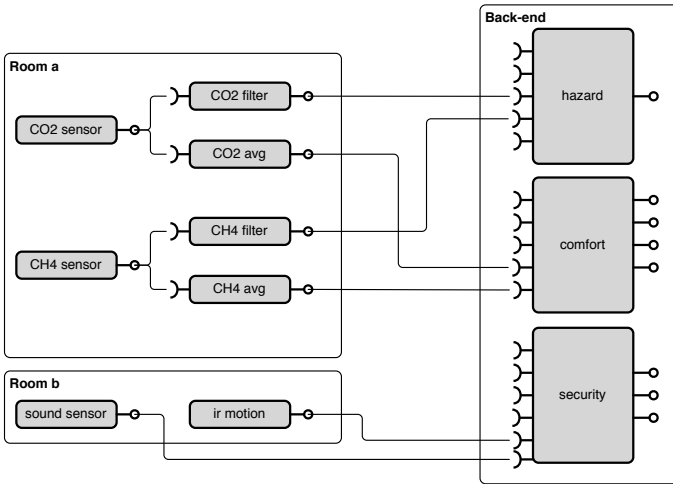 Back-end
Room a
CO2 filter
hazard
CO2 sensor
CO2 avg
CH4 filter
comfort
CH4 sensor
CH4 avg
Room b
security
sound sensor
ir motion